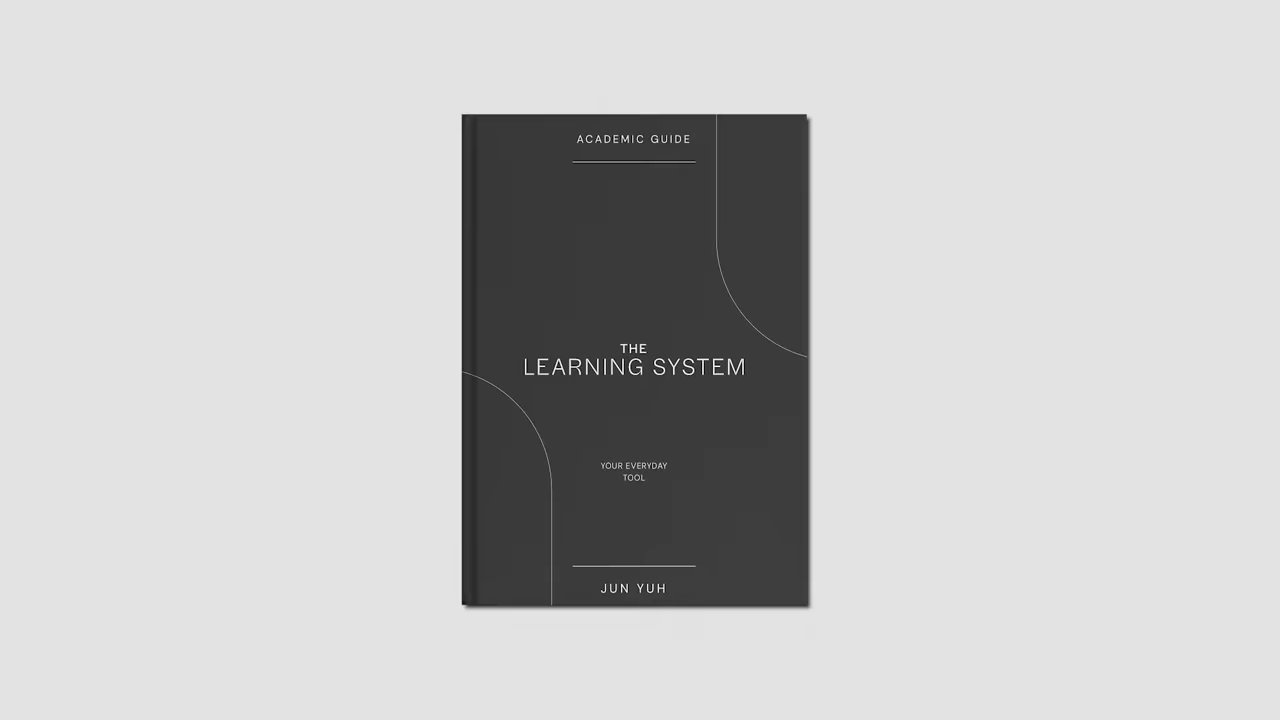 ACADEMIC GUIDE
THE
LEARNING SYSTEM
YOUR EVERYDAY
TOOL
JUN YUH